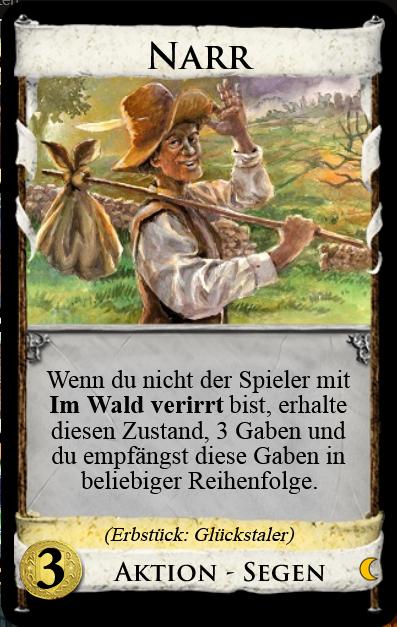 NARR
Wenn du nicht der Spieler mit
Im Wald verirrt bist, erhalte
diesen Zustand, 3 Gaben und
du empfängst diese Gaben in
beliebiger Reihenfolge.
(Erbstück: Glückstaler)
3 AKTION - SEGEN